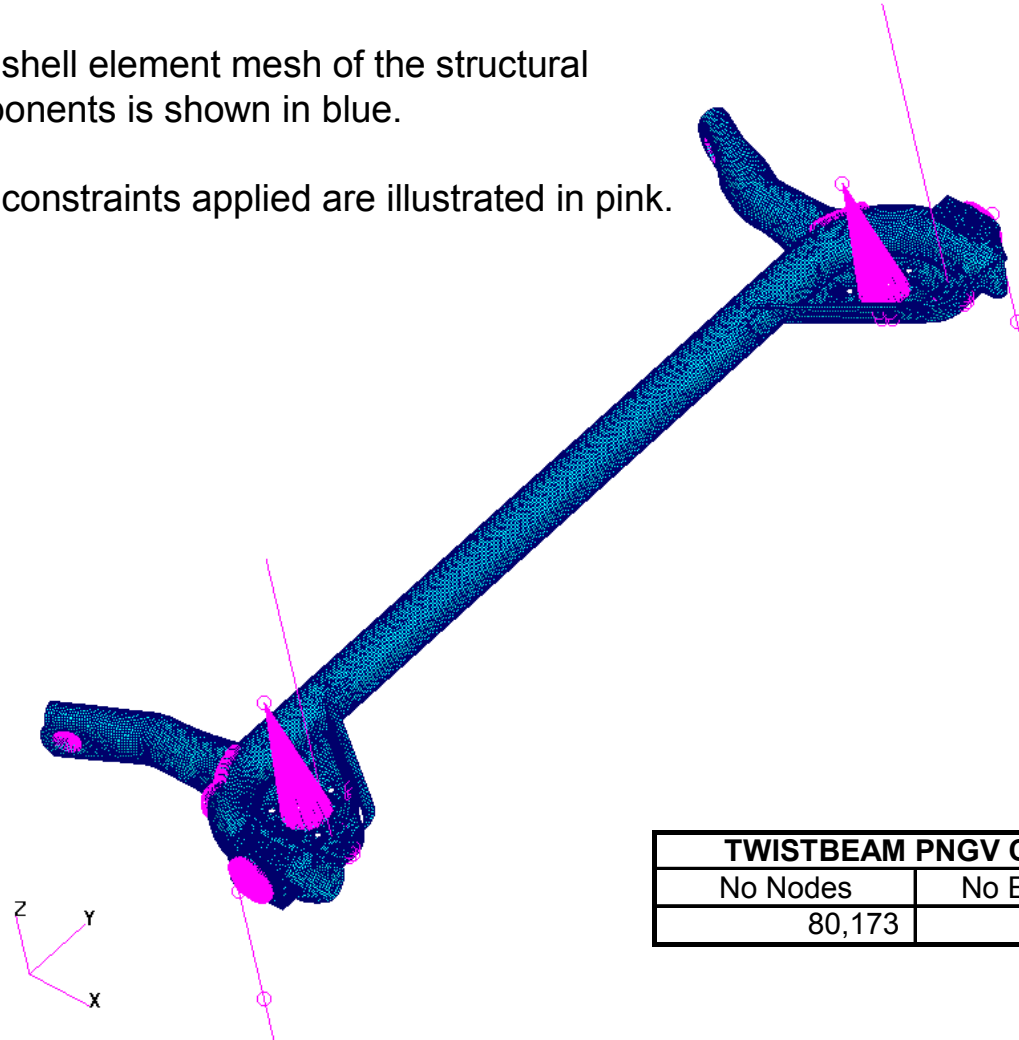 shell element mesh of the structural
ponents is shown in blue.
constraints applied are illustrated in pink.
Z
Y
X
TWISTBEAM PNGV
No Nodes
No
80,173